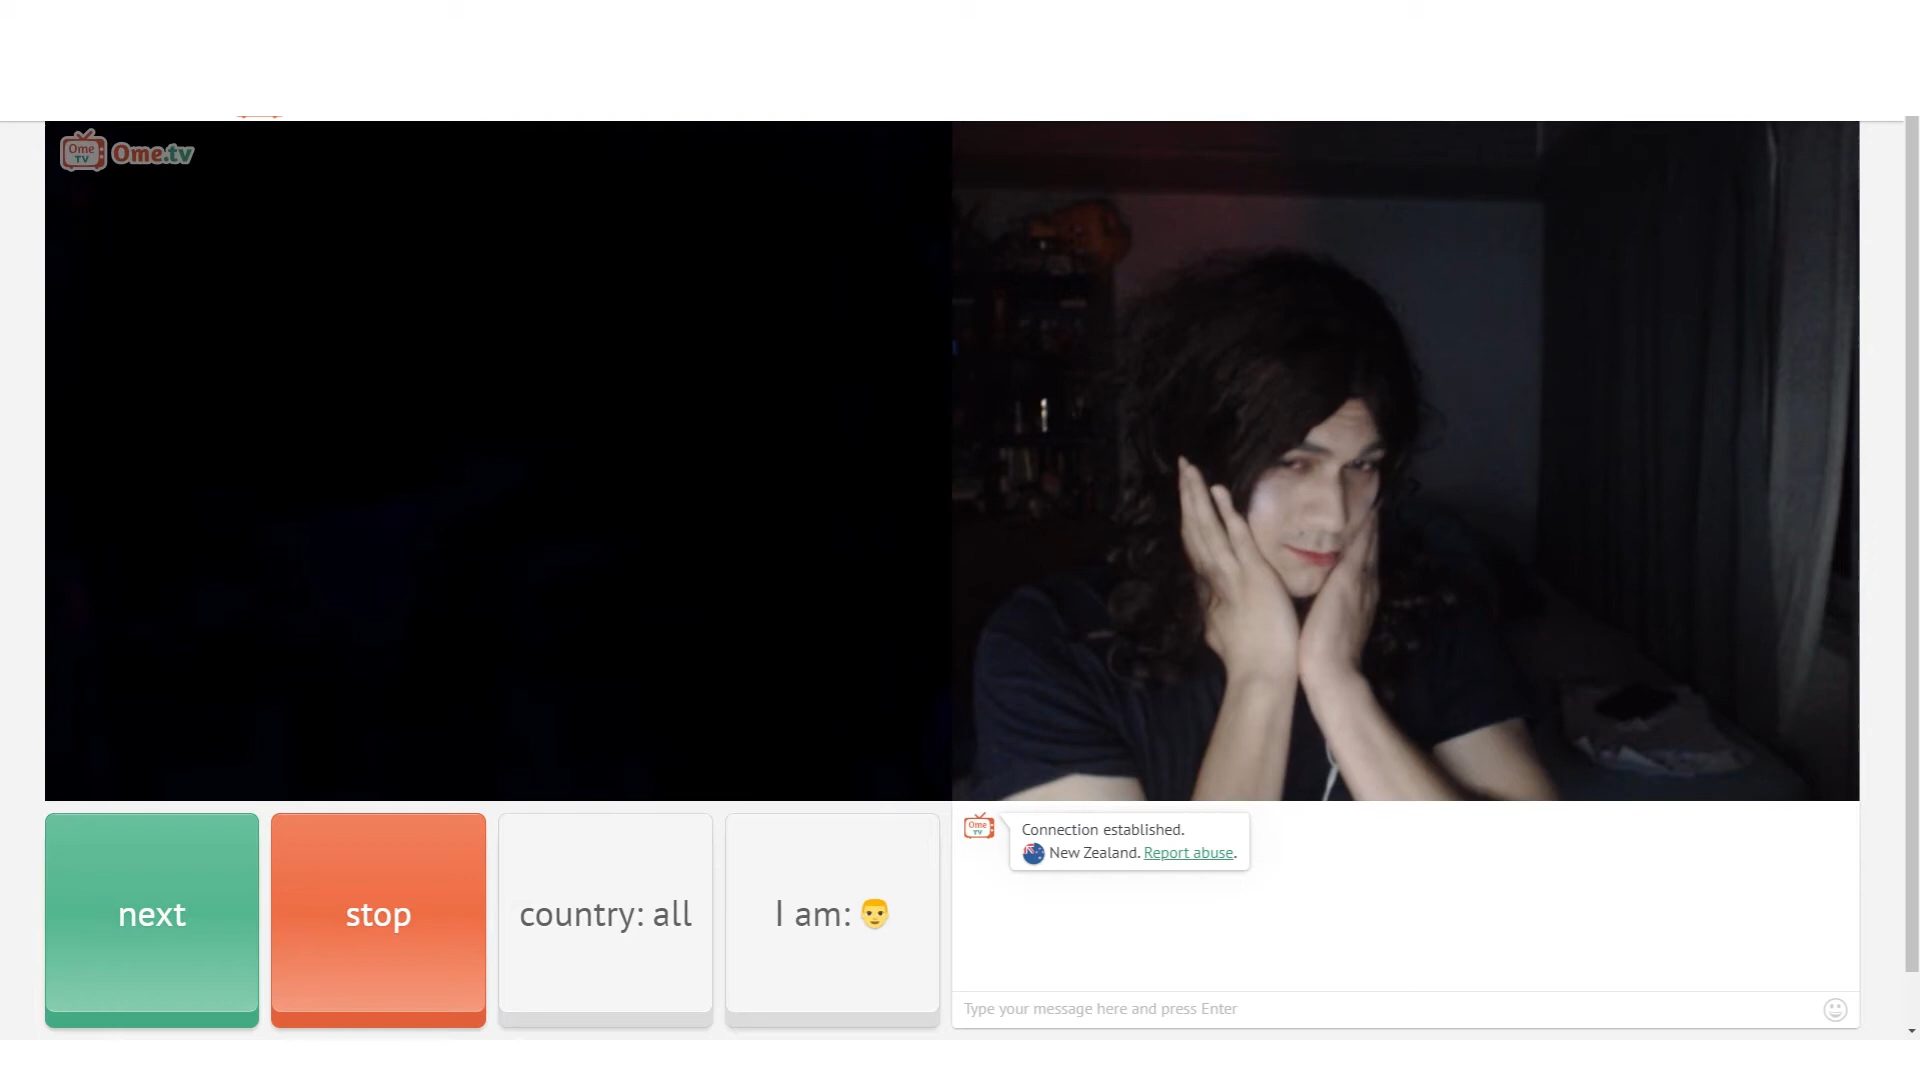 Ome
TV
Ome.tv
next
stop
country: all
I am:
Ome
TV
Connection established.
New Zealand. Report abuse.
Type your message here and press Enter